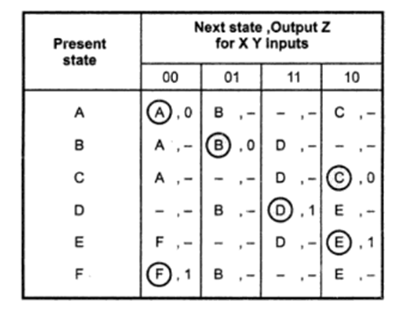 Present state
Next state ,Output Z
for X Y Inputs
00 01 11 10
A A , 0 B , – – , – C , –
B A , – B , 0 D , – – , –
C A , – – , – D , – C , 0
D – , – B , – D , 1 E , –
E F , – – , – D , – E , 1
F F , 1 B , – – , – E , –